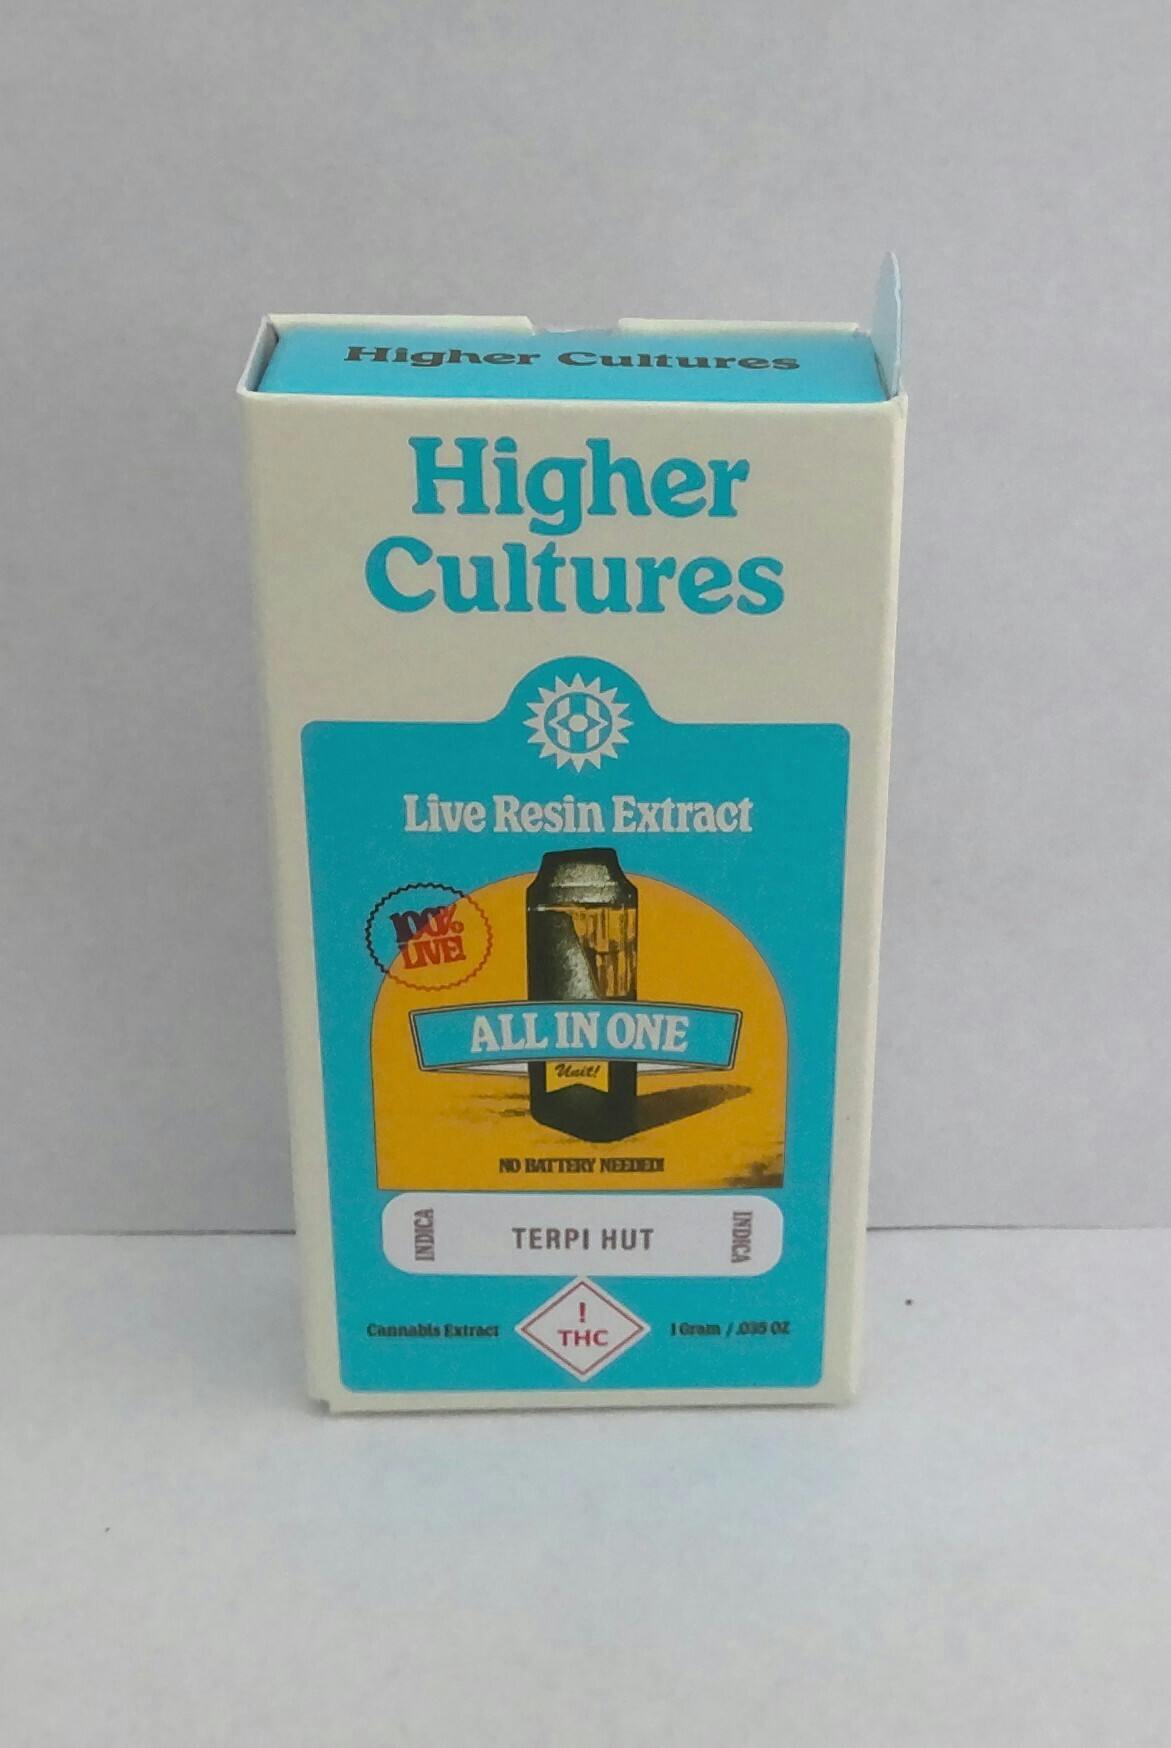 Higher Cultures
Higher
Cultures
Live Resin Extract
100%
LIVE!
ALL IN ONE
Unit!
NO BATTERY NEEDED!
INDICA
TERPI HUT
INDICA
Cannabis Extract
!
THC
1 Gram / .035 OZ